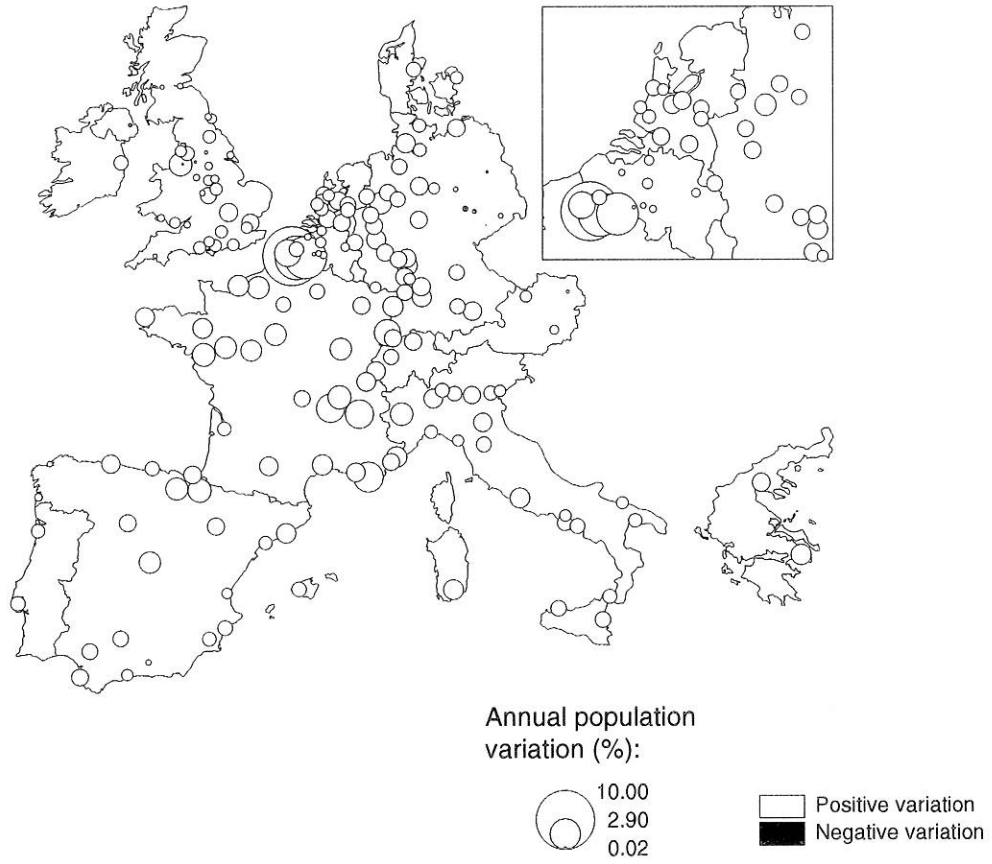 Annual population
variation (%):
10.00
2.90
0.02
Positive variation
Negative variation